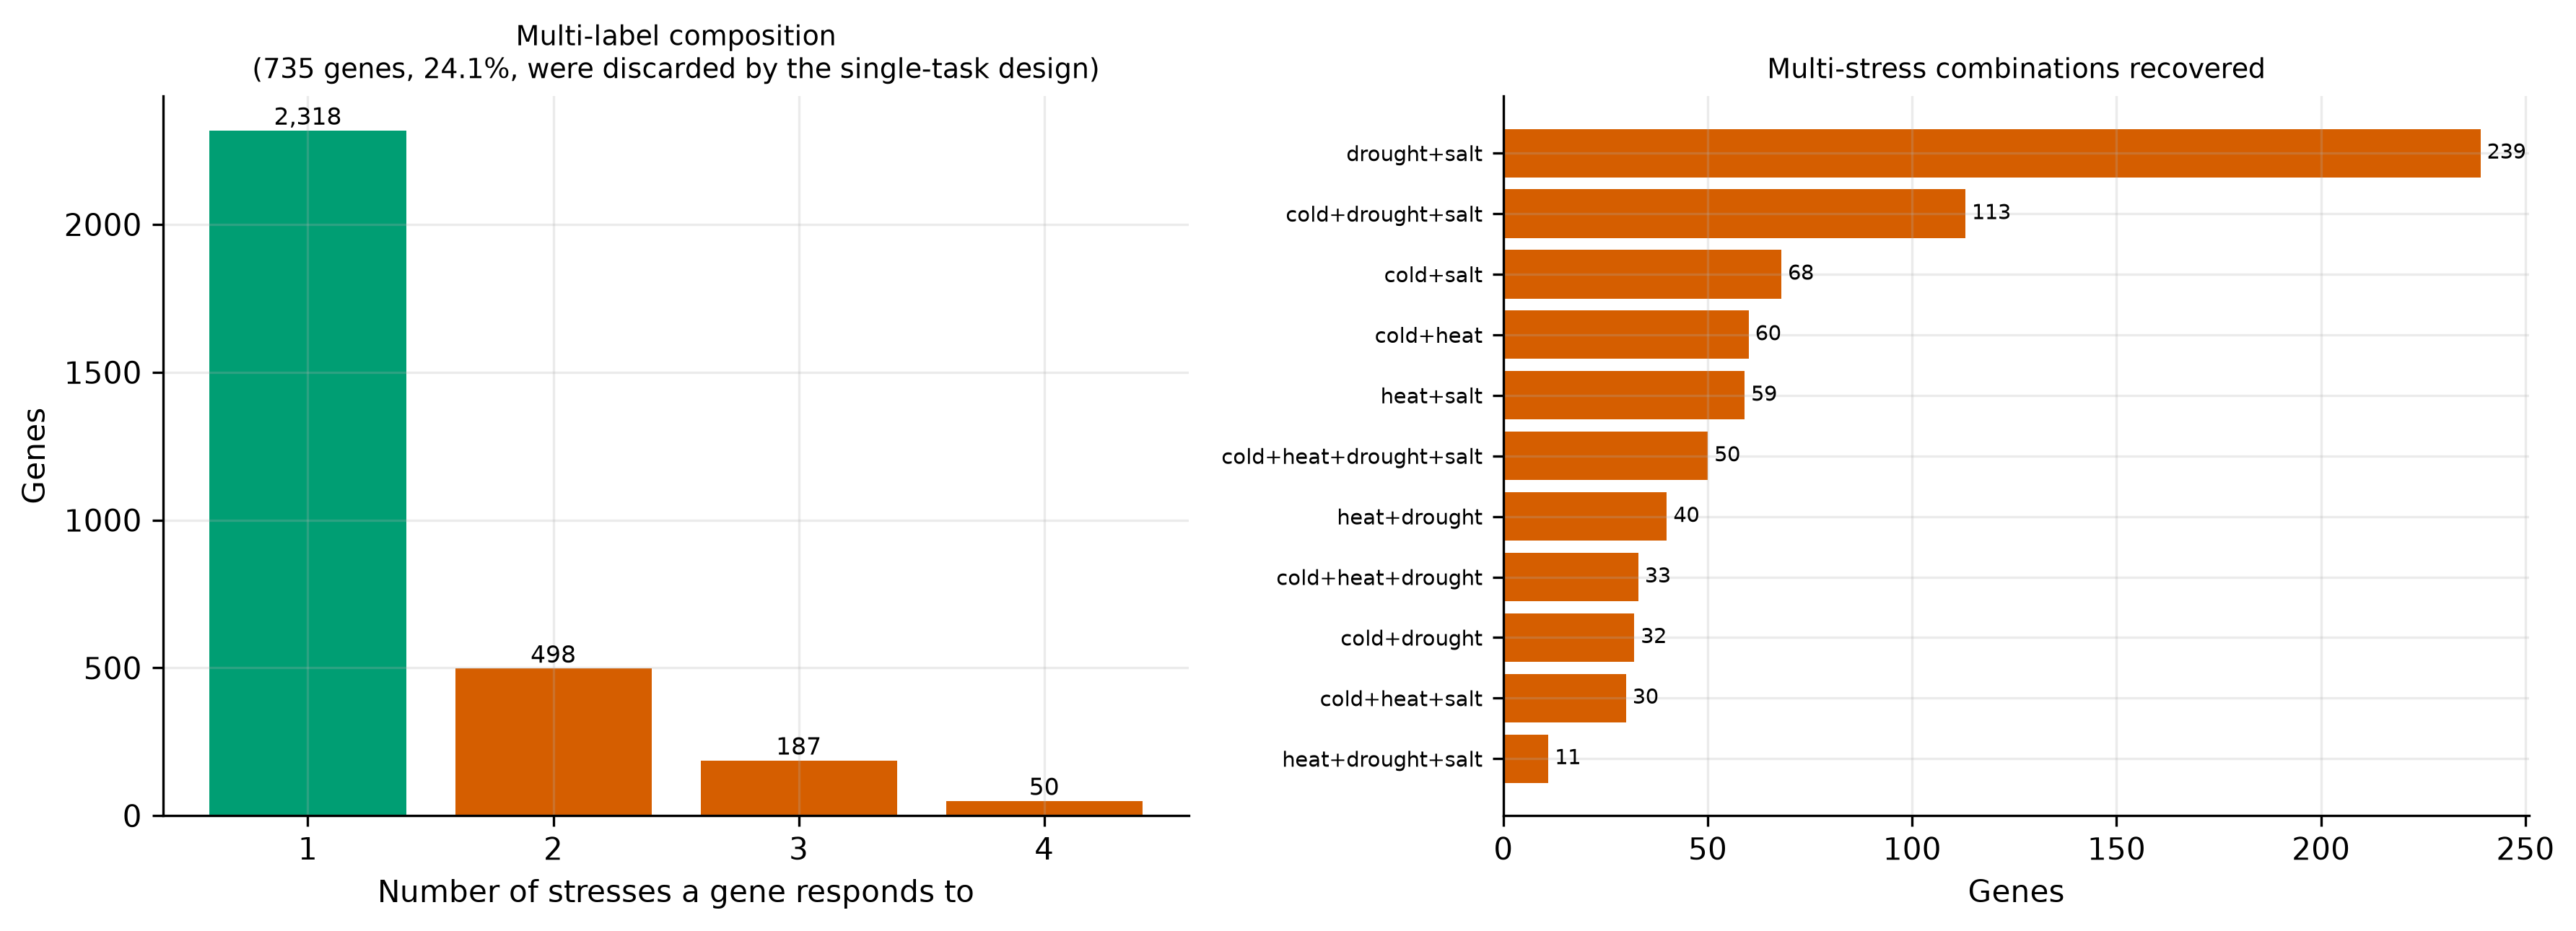 Multi-label composition
(735 genes, 24.1%, were discarded by the single-task design)
2,318
498
187
50
2000
1500
1000
500
0
1
2
3
4
Genes
Number of stresses a gene responds to
Multi-stress combinations recovered
drought+salt
239
cold+drought+salt
113
cold+salt
68
cold+heat
60
heat+salt
59
cold+heat+drought+salt
50
heat+drought
40
cold+heat+drought
33
cold+drought
32
cold+heat+salt
30
heat+drought+salt
11
0
50
100
150
200
250
Genes